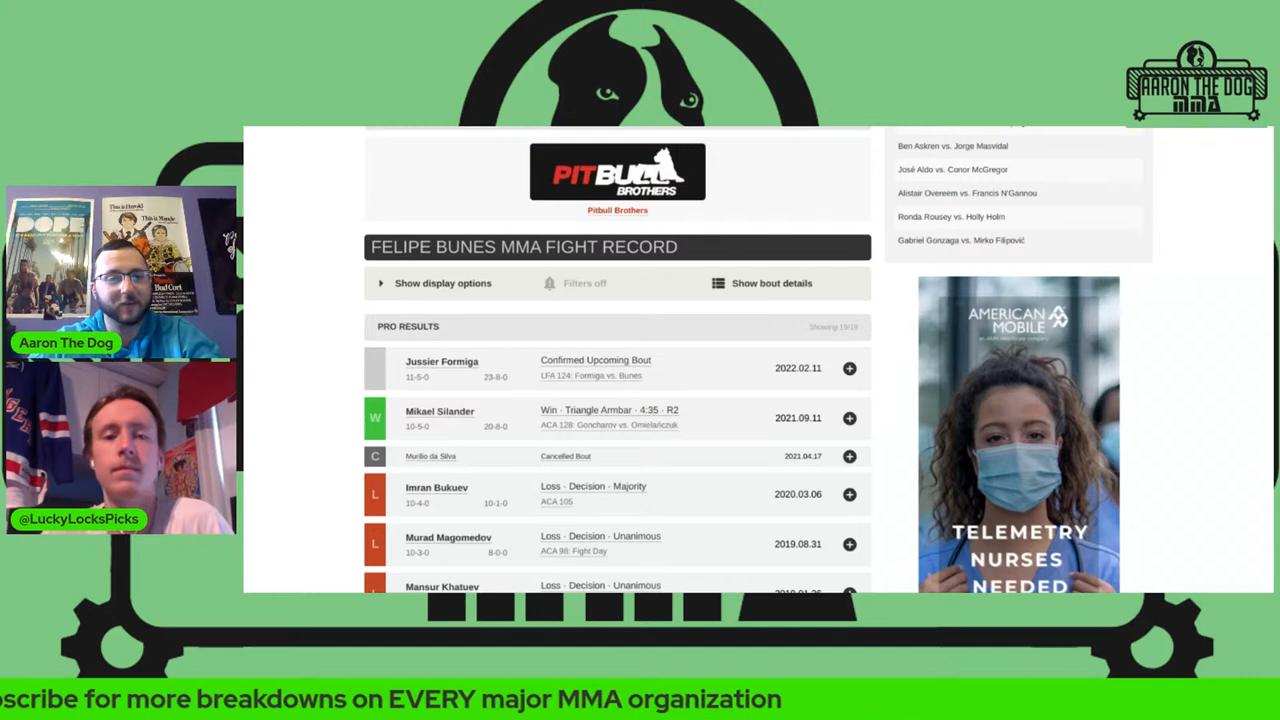 AARON THE DOG
MMA
DOPE
This is Harold
This is Maude
Bud Cort
Aaron The Dog
@LuckyLocksPicks
PITBULL
BROTHERS
Pitbull Brothers
FELIPE BUNES MMA FIGHT RECORD
Show display options
Filters off
Show bout details
PRO RESULTS
Showing 19/19
Jussier Formiga
Confirmed Upcoming Bout
11-5-0
23-8-0
LFA 124: Formiga vs. Bunes
2022.02.11
W
Mikael Silander
Win · Triangle Armbar · 4:35 · R2
10-5-0
20-8-0
ACA 128: Goncharov vs. Omielańczuk
2021.09.11
C
Murilo da Silva
Cancelled Bout
2021.04.17
L
Imran Bukuev
Loss · Decision · Majority
10-4-0
10-1-0
ACA 105
2020.03.06
L
Murad Magomedov
Loss · Decision · Unanimous
10-3-0
8-0-0
ACA 98: Fight Day
2019.08.31
Mansur Khatuev
Loss · Decision · Unanimous
Ben Askren vs. Jorge Masvidal
José Aldo vs. Conor McGregor
Alistair Overeem vs. Francis N'Gannou
Ronda Rousey vs. Holly Holm
Gabriel Gonzaga vs. Mirko Filipović
AMERICAN
MOBILE
TELEMETRY
NURSES
NEEDED
scribe for more breakdowns on EVERY major MMA organization